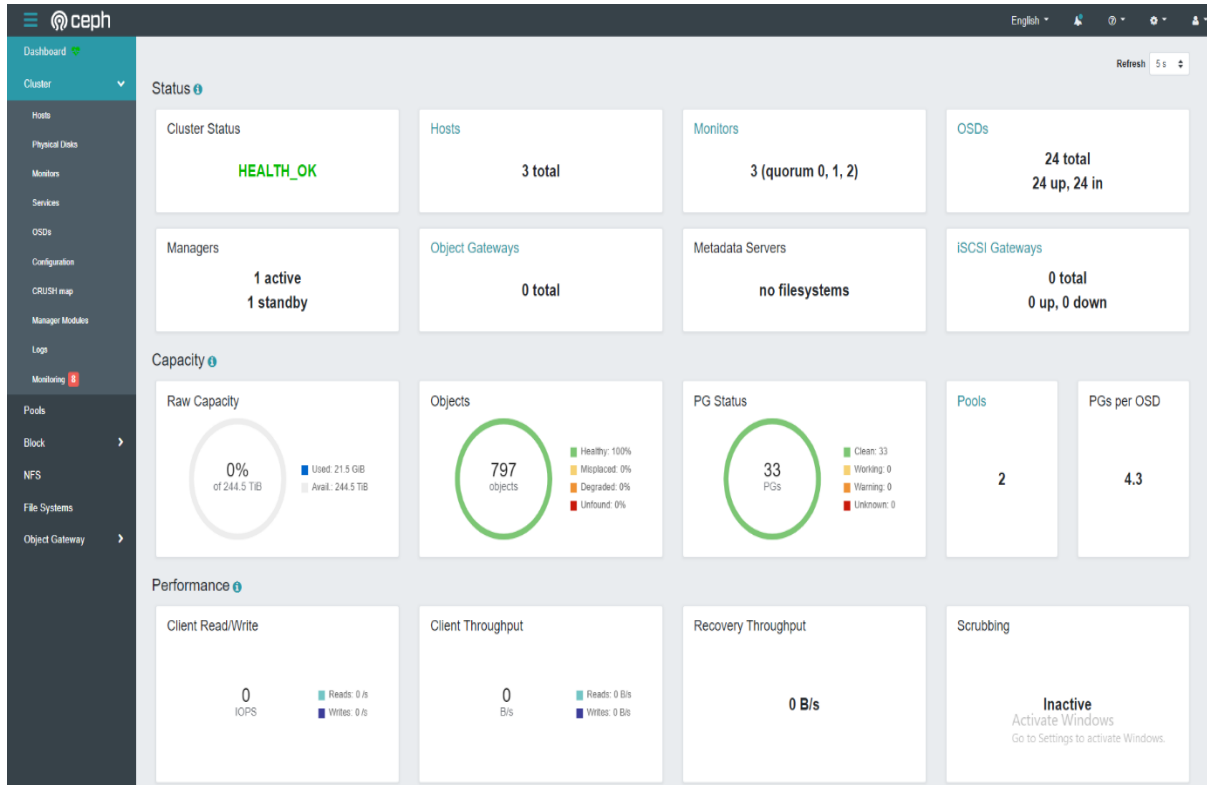 ceph
English
Dashboard
Refresh 5 s
Cluster
Status
Hosts
Physical Disks
Monitors
Services
OSDs
Configuration
CRUSH map
Manager Modules
Logs
Monitoring 8
Pools
Block
NFS
File Systems
Object Gateway
Cluster Status
HEALTH_OK
Hosts
3 total
Monitors
3 (quorum 0, 1, 2)
OSDs
24 total
24 up, 24 in
Managers
1 active
1 standby
Object Gateways
0 total
Metadata Servers
no filesystems
iSCSI Gateways
0 total
0 up, 0 down
Capacity
Raw Capacity
0%
of 244.5 TiB
Used: 21.5 GiB
Avail.: 244.5 TiB
Objects
797
objects
Healthy: 100%
Misplaced: 0%
Degraded: 0%
Unfound: 0%
PG Status
33
PGs
Clean: 33
Working: 0
Warning: 0
Unknown: 0
Pools
2
PGs per OSD
4.3
Performance
Client Read/Write
0
IOPS
Reads: 0 /s
Writes: 0 /s
Client Throughput
0
B/s
Reads: 0 B/s
Writes: 0 B/s
Recovery Throughput
0 B/s
Scrubbing
Inactive
Activate Windows
Go to Settings to activate Windows.